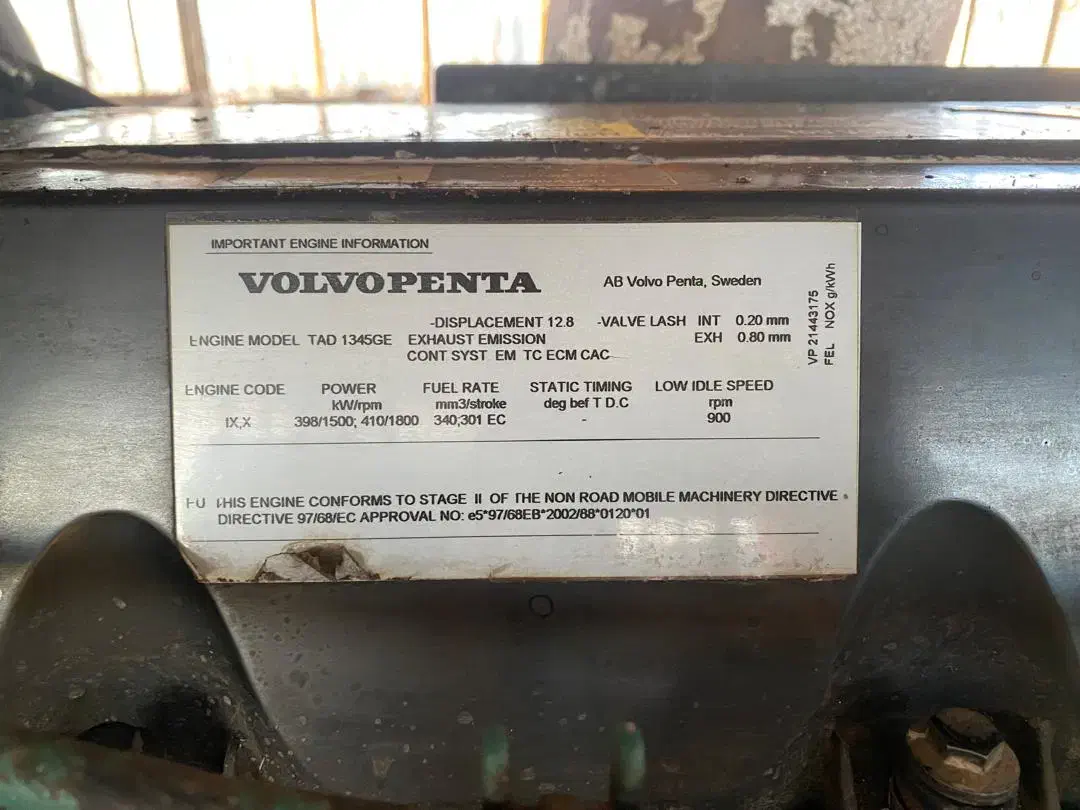 IMPORTANT ENGINE INFORMATION
VOLVO PENTA
AB Volvo Penta, Sweden
-DISPLACEMENT 12.8 -VALVE LASH INT 0.20 mm
ENGINE MODEL TAD 1345GE EXHAUST EMISSION EXH 0.80 mm
CONT SYST EM TC ECM CAC
VP 21443175
FEL NOX g/kWh
ENGINE CODE POWER FUEL RATE STATIC TIMING LOW IDLE SPEED
kW/rpm mm3/stroke deg bef T.D.C rpm
IX,X 398/1500; 410/1800 340;301 EC - 900
THIS ENGINE CONFORMS TO STAGE II OF THE NON ROAD MOBILE MACHINERY DIRECTIVE
DIRECTIVE 97/68/EC APPROVAL NO: e5*97/68EB*2002/88*0120*01